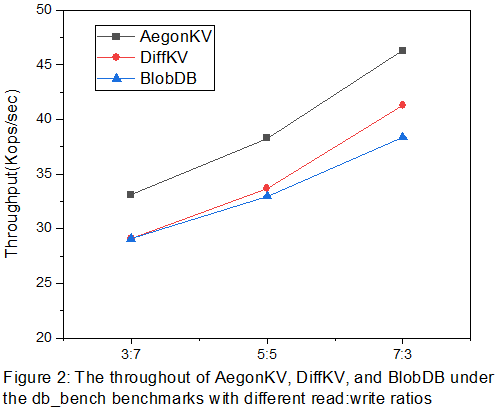 50
45
40
35
30
25
20
Throughput(Kops/sec)
AegonKV
DiffKV
BlobDB
3:7
5:5
7:3
Figure 2: The throughout of AegonKV, DiffKV, and BlobDB under
the db_bench benchmarks with different read:write ratios